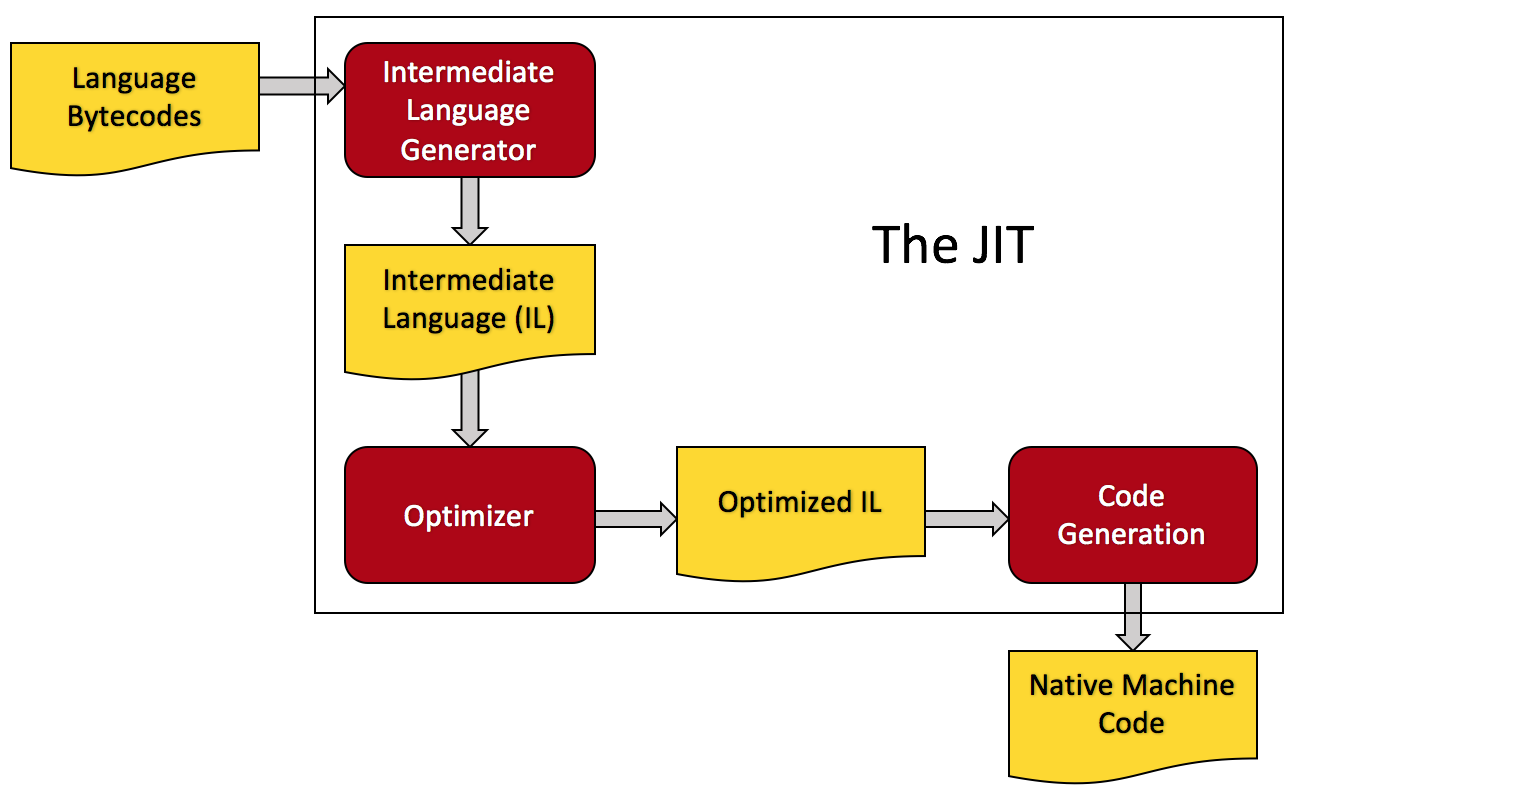 Language
Bytecodes
Intermediate
Language
Generator
The JIT
Intermediate
Language (IL)
Optimizer
Optimized IL
Code
Generation
Native Machine
Code